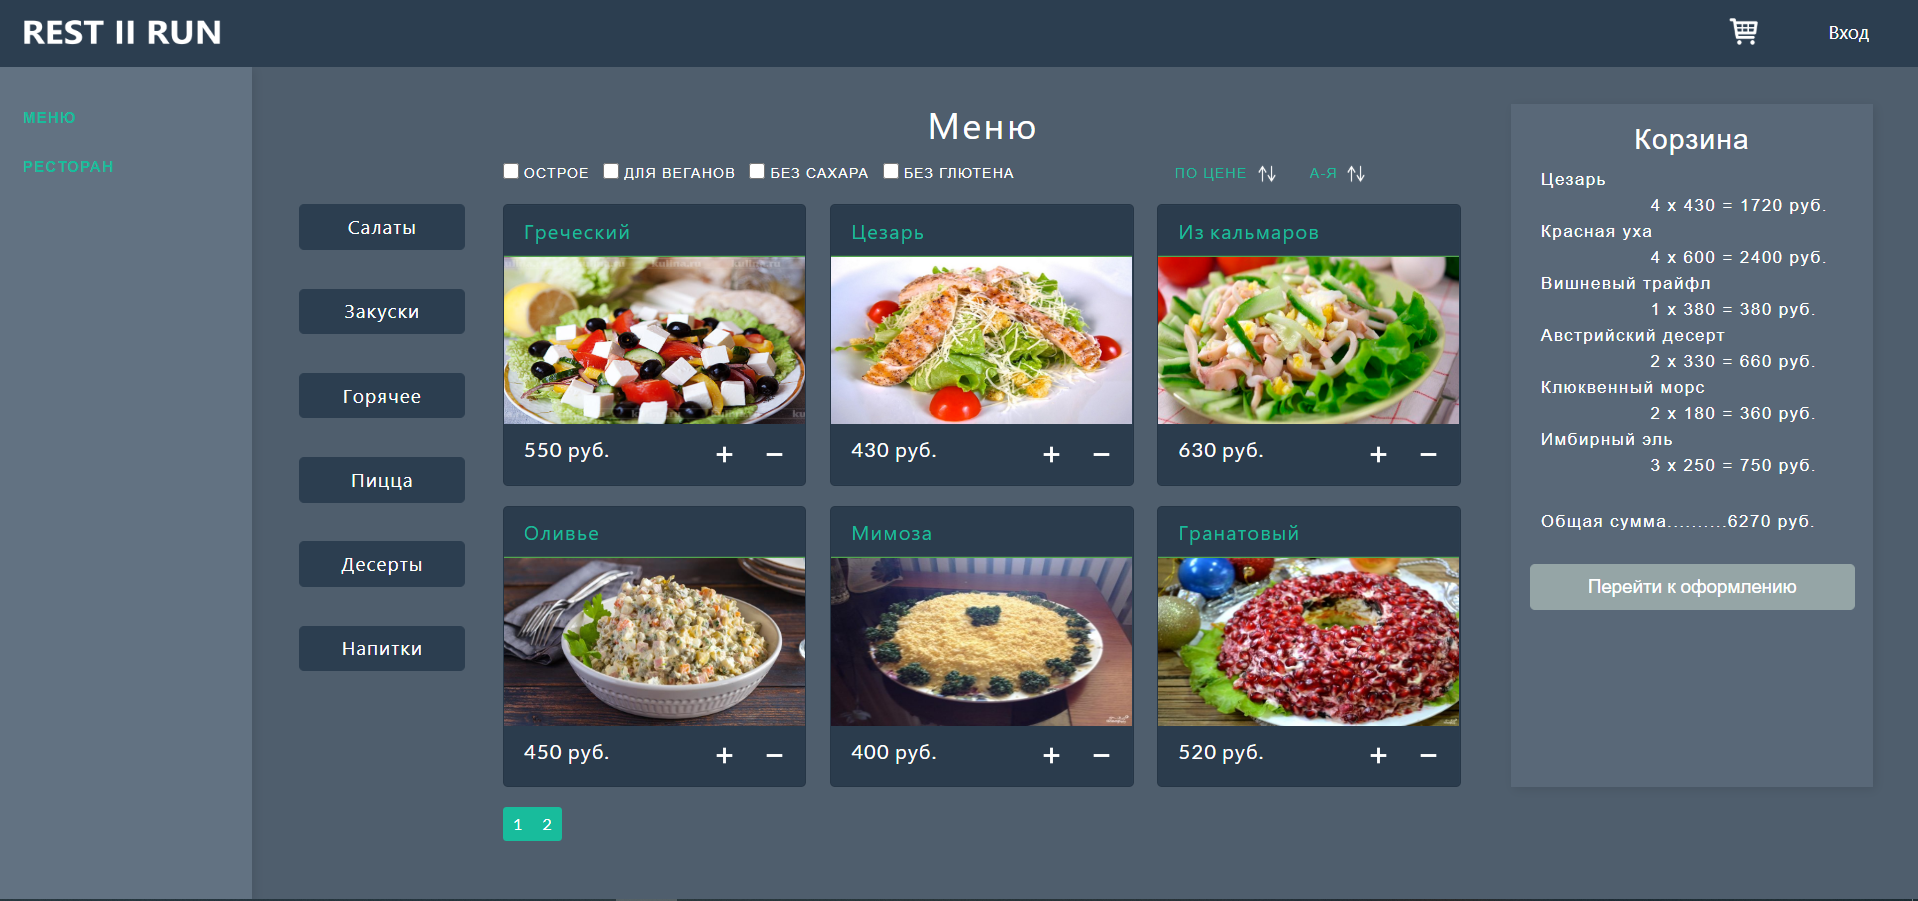 REST II RUN
Вход
МЕНЮ
РЕСТОРАН
Меню
ОСТРОЕ ДЛЯ ВЕГАНОВ БЕЗ САХАРА БЕЗ ГЛЮТЕНА
ПО ЦЕНЕ А-Я
Салаты
Закуски
Горячее
Пицца
Десерты
Напитки
Греческий
550 руб. + −
Цезарь
430 руб. + −
Из кальмаров
630 руб. + −
Оливье
450 руб. + −
Мимоза
400 руб. + −
Гранатовый
520 руб. + −
1 2
Корзина
Цезарь
4 x 430 = 1720 руб.
Красная уха
4 x 600 = 2400 руб.
Вишневый трайфл
1 x 380 = 380 руб.
Австрийский десерт
2 x 330 = 660 руб.
Клюквенный морс
2 x 180 = 360 руб.
Имбирный эль
3 x 250 = 750 руб.
Общая сумма..........6270 руб.
Перейти к оформлению